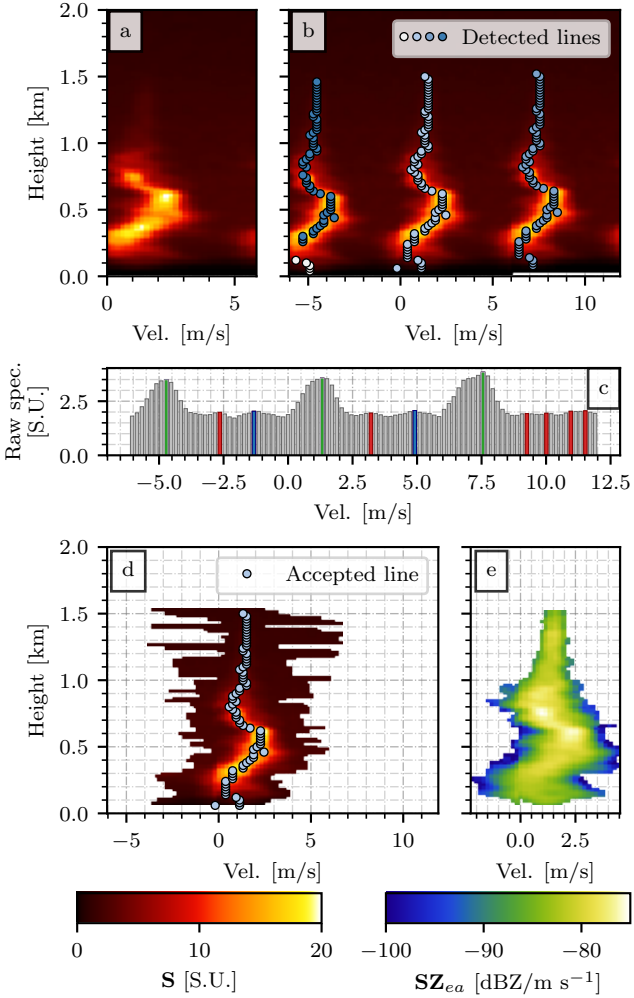 a
b
Detected lines
2.0
1.5
1.0
0.5
0.0
Height [km]
0
5
−5
0
5
10
Vel. [m/s]
Vel. [m/s]
c
Raw spec.
[S.U.]
2.5
0.0
−5.0
−2.5
0.0
2.5
5.0
7.5
10.0
12.5
Vel. [m/s]
d
Accepted line
e
2.0
1.5
1.0
0.5
0.0
Height [km]
−5
0
5
10
0.0
2.5
Vel. [m/s]
Vel. [m/s]
0
10
20
S [S.U.]
−100
−90
−80
SZea [dBZ/m s−1]